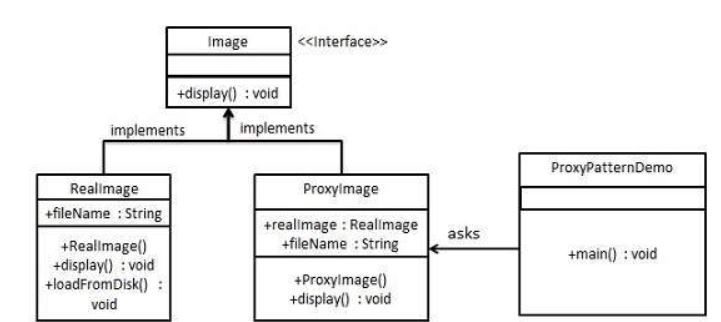 Image
<<Interface>>
+display() : void
implements
implements
RealImage
+fileName : String
+RealImage()
+display() : void
+loadFromDisk() :
void
ProxyImage
+realImage : RealImage
+fileName : String
+ProxyImage()
+display() : void
asks
ProxyPatternDemo
+main() : void